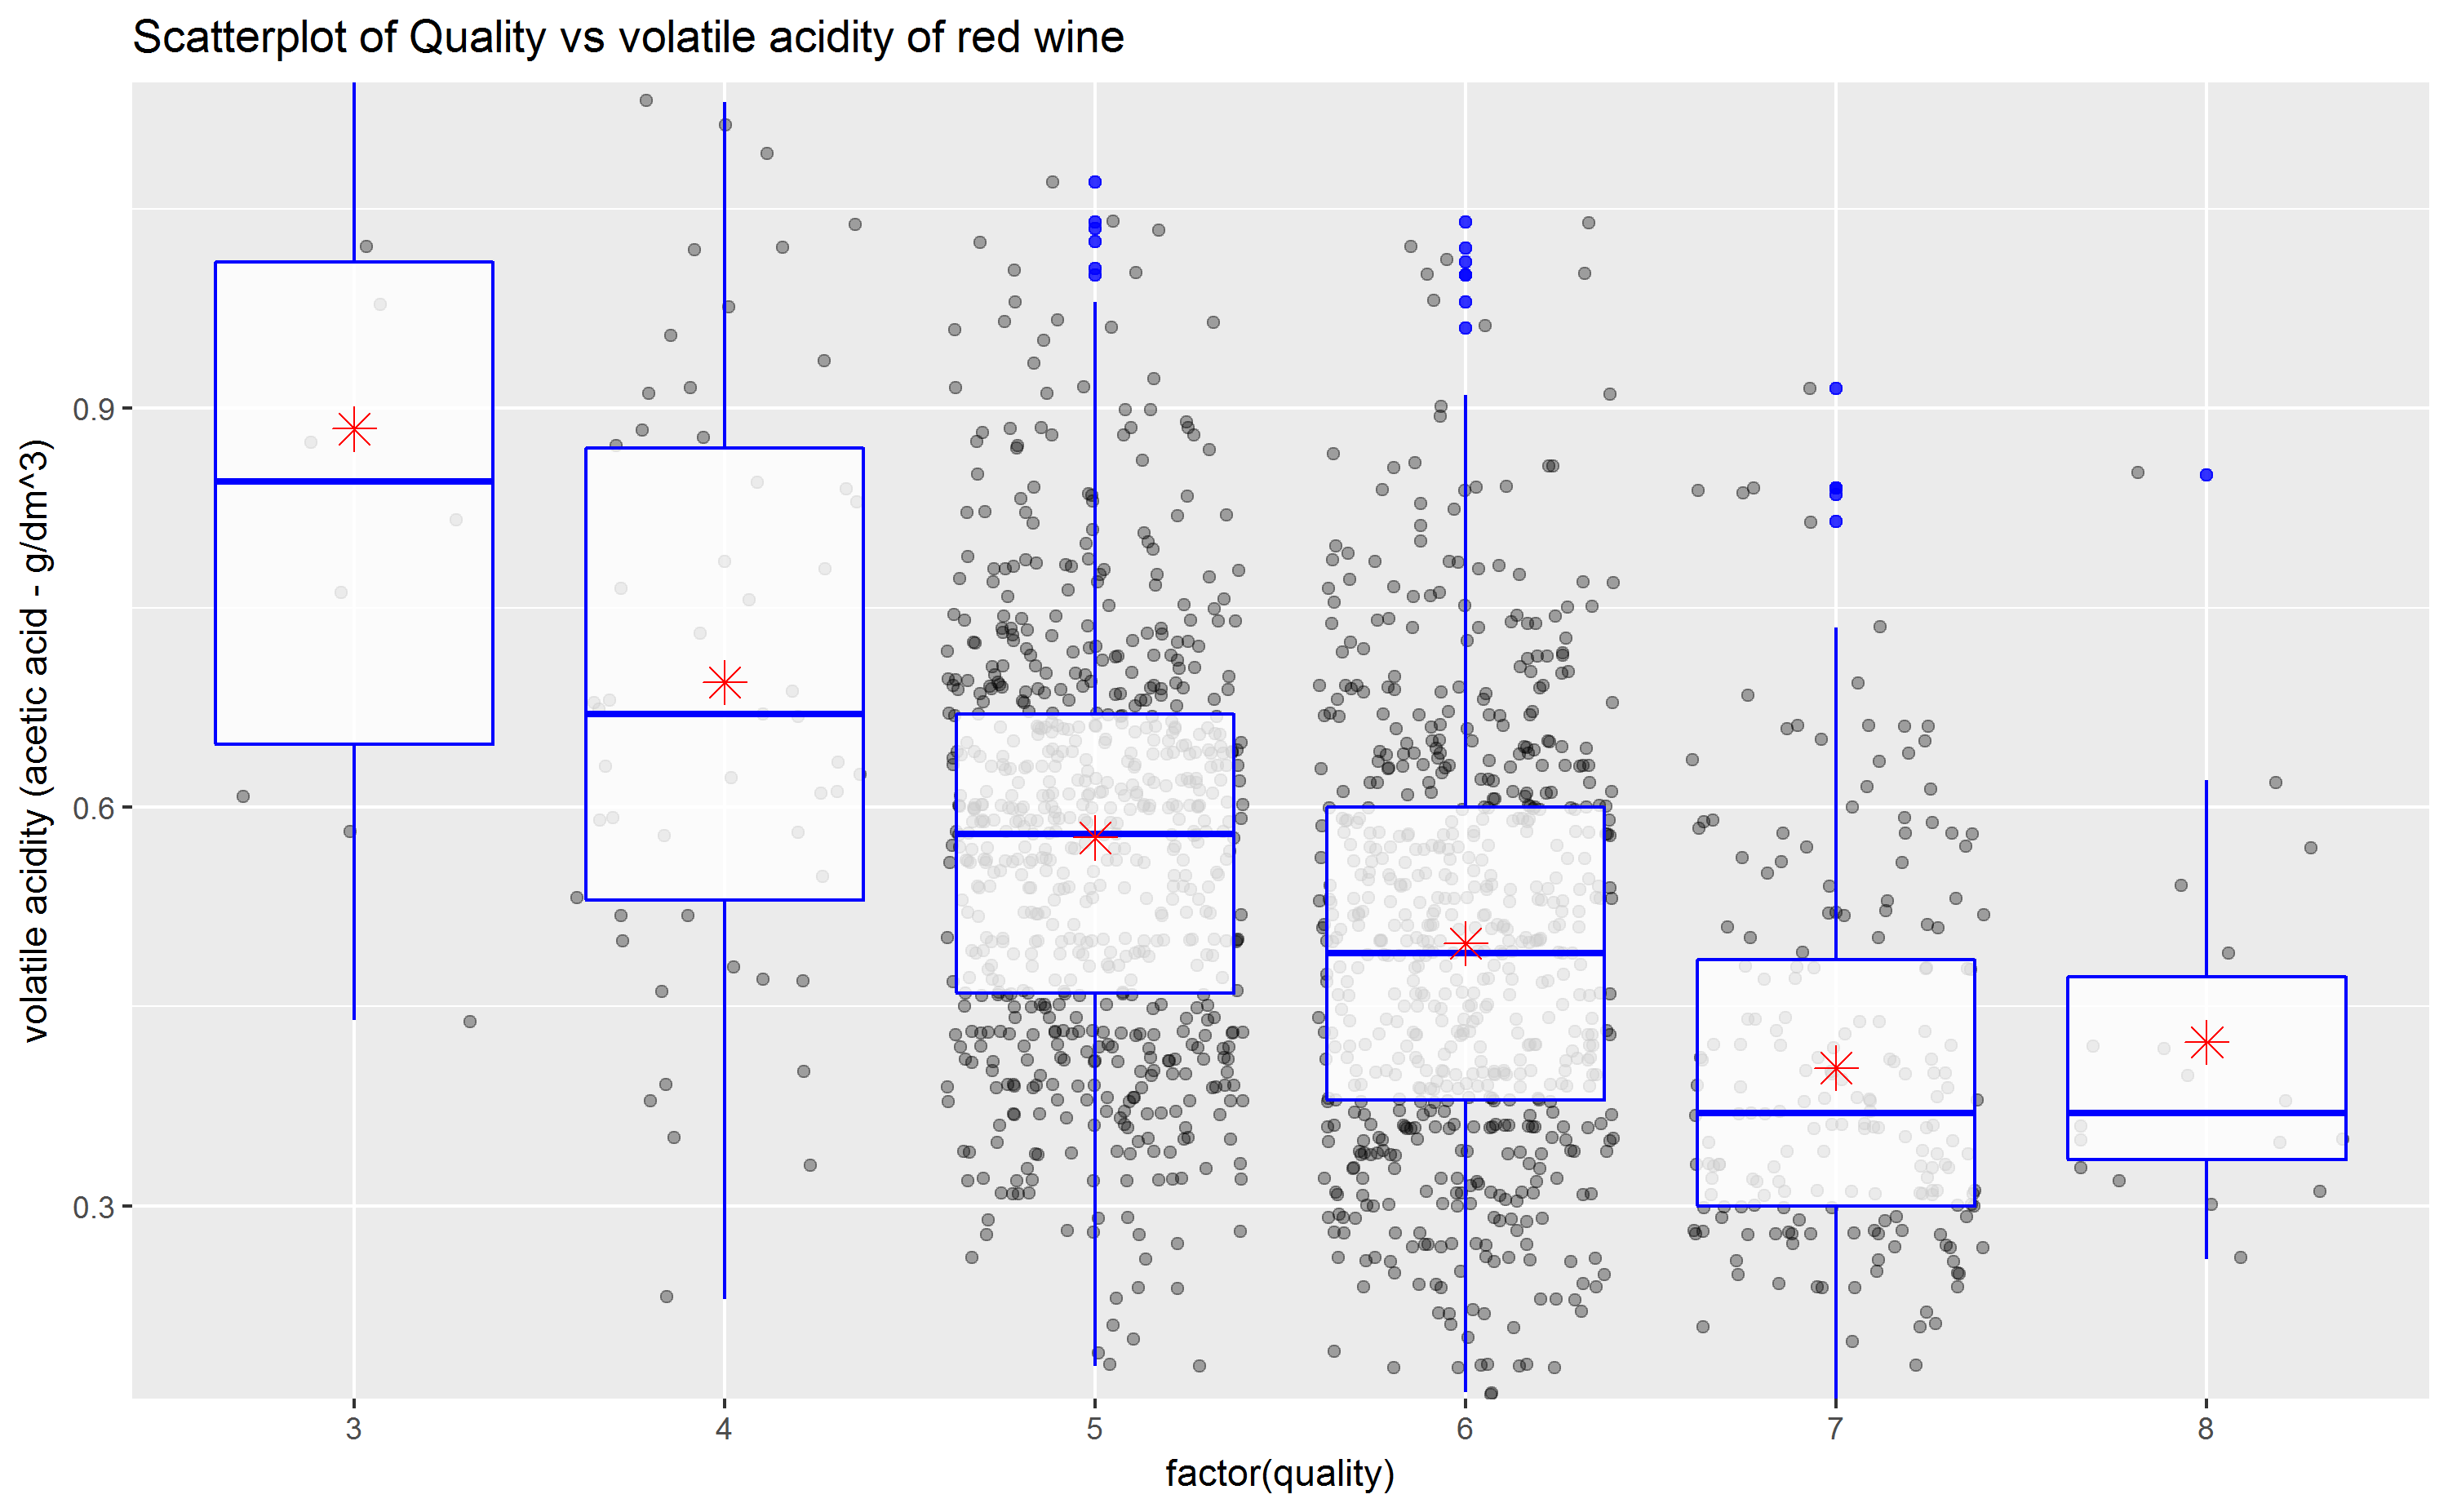 Scatterplot of Quality vs volatile acidity of red wine
volatile acidity (acetic acid - g/dm^3)
0.9
0.6
0.3
3 4 5 6 7 8
factor(quality)